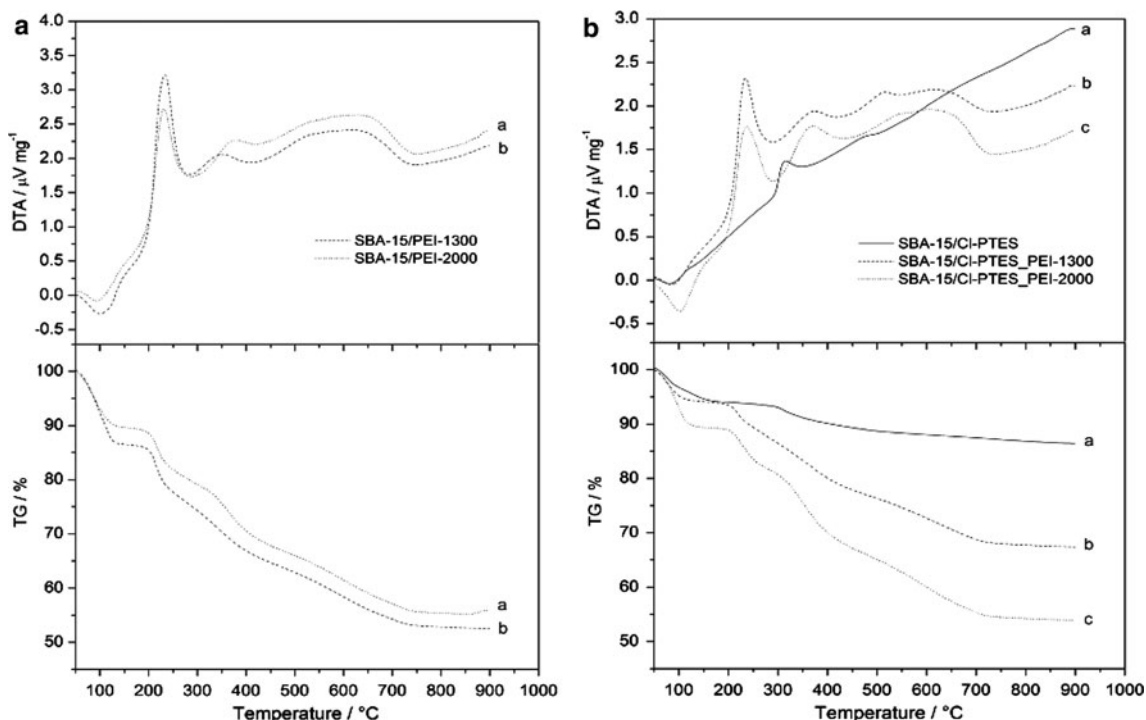 a
4.0
3.5
3.0
2.5
2.0
1.5
1.0
0.5
0.0
-0.5
DTA / µV mg⁻¹
a
b
SBA-15/PEI-1300
SBA-15/PEI-2000
100
90
80
70
60
50
TG / %
a
b
100 200 300 400 500 600 700 800 900 1000
Temperature / °C
b
3.0
2.5
2.0
1.5
1.0
0.5
0.0
-0.5
DTA / µV mg⁻¹
a
b
c
SBA-15/Cl-PTES
SBA-15/Cl-PTES_PEI-1300
SBA-15/Cl-PTES_PEI-2000
100
90
80
70
60
50
TG / %
a
b
c
100 200 300 400 500 600 700 800 900 1000
Temperature / °C